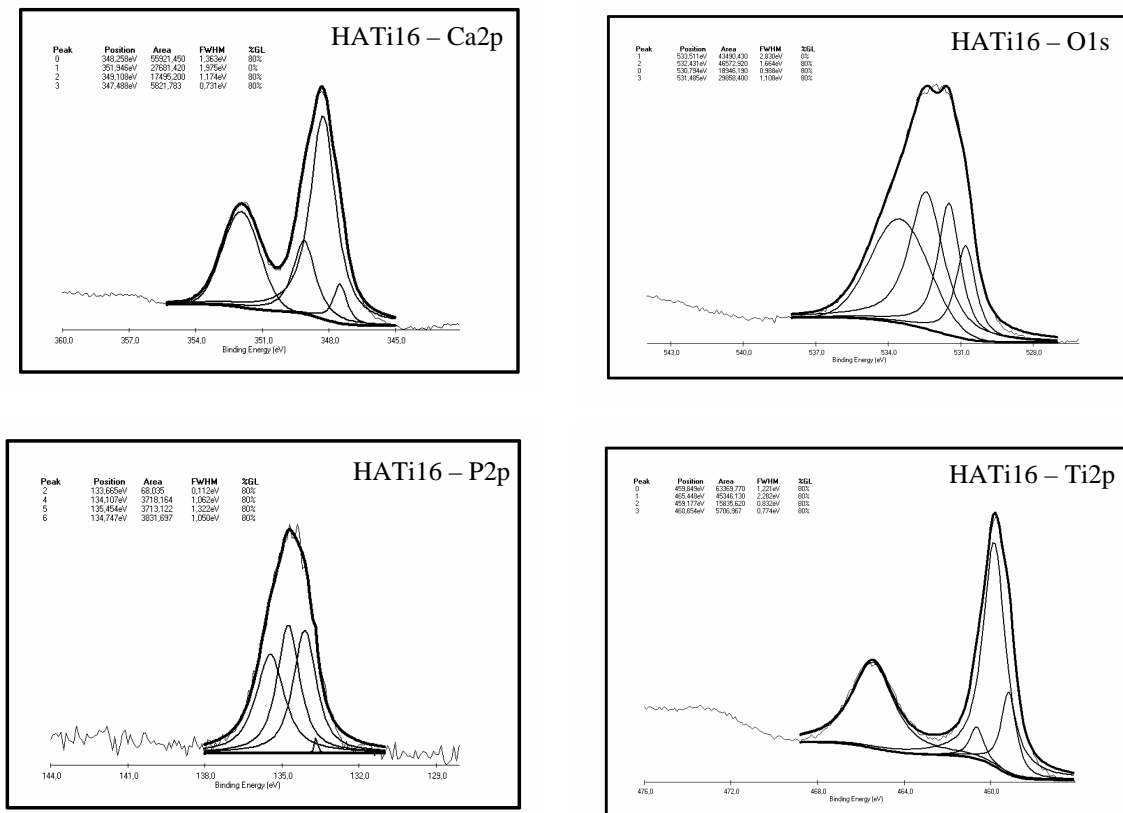 HATi16 – Ca2p
Peak Position Area FWHM %GL
0 348,258eV 55921,450 1,363eV 80%
1 351,946eV 27681,420 1,975eV 0%
2 349,108eV 17495,200 1,174eV 80%
3 347,488eV 5821,783 0,731eV 80%
360,0 357,0 354,0 351,0 348,0 345,0
Binding Energy (eV)
HATi16 – O1s
Peak Position Area FWHM %GL
1 533,511eV 43490,430 2,830eV 0%
2 532,431eV 46572,920 1,664eV 80%
0 530,794eV 18946,190 0,988eV 80%
3 531,485eV 29858,400 1,108eV 80%
543,0 540,0 537,0 534,0 531,0 528,0
Binding Energy (eV)
HATi16 – P2p
Peak Position Area FWHM %GL
2 133,665eV 68,035 0,112eV 80%
4 134,107eV 3718,164 1,062eV 80%
5 135,454eV 3713,122 1,322eV 80%
6 134,747eV 3831,697 1,050eV 80%
144,0 141,0 138,0 135,0 132,0 129,0
Binding Energy (eV)
HATi16 – Ti2p
Peak Position Area FWHM %GL
0 459,849eV 63369,770 1,221eV 80%
1 465,448eV 45346,130 2,282eV 80%
2 459,177eV 15835,620 0,832eV 80%
3 460,654eV 5706,967 0,774eV 80%
476,0 472,0 468,0 464,0 460,0
Binding Energy (eV)